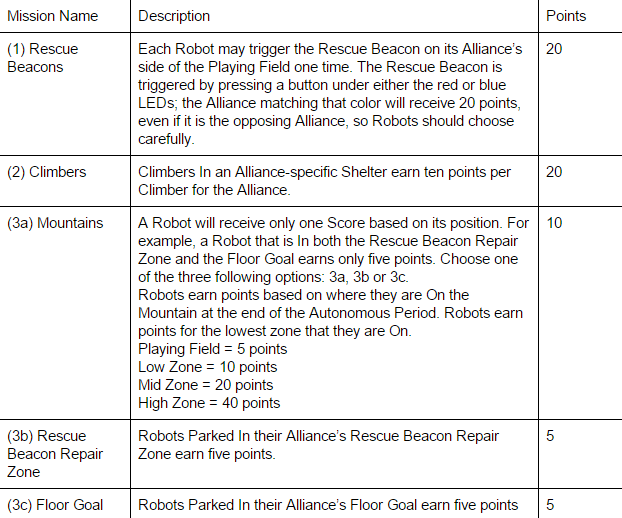 Mission Name Description Points
(1) Rescue Each Robot may trigger the Rescue Beacon on its Alliance's 20
Beacons side of the Playing Field one time. The Rescue Beacon is
triggered by pressing a button under either the red or blue
LEDs; the Alliance matching that color will receive 20 points,
even if it is the opposing Alliance, so Robots should choose
carefully.
(2) Climbers Climbers In an Alliance-specific Shelter earn ten points per 20
Climber for the Alliance.
(3a) Mountains A Robot will receive only one Score based on its position. For 10
example, a Robot that is In both the Rescue Beacon Repair
Zone and the Floor Goal earns only five points. Choose one
of the three following options: 3a, 3b or 3c.
Robots earn points based on where they are On the
Mountain at the end of the Autonomous Period. Robots earn
points for the lowest zone that they are On.
Playing Field = 5 points
Low Zone = 10 points
Mid Zone = 20 points
High Zone = 40 points
(3b) Rescue Robots Parked In their Alliance's Rescue Beacon Repair 5
Beacon Repair Zone earn five points.
Zone
(3c) Floor Goal Robots Parked In their Alliance's Floor Goal earn five points 5